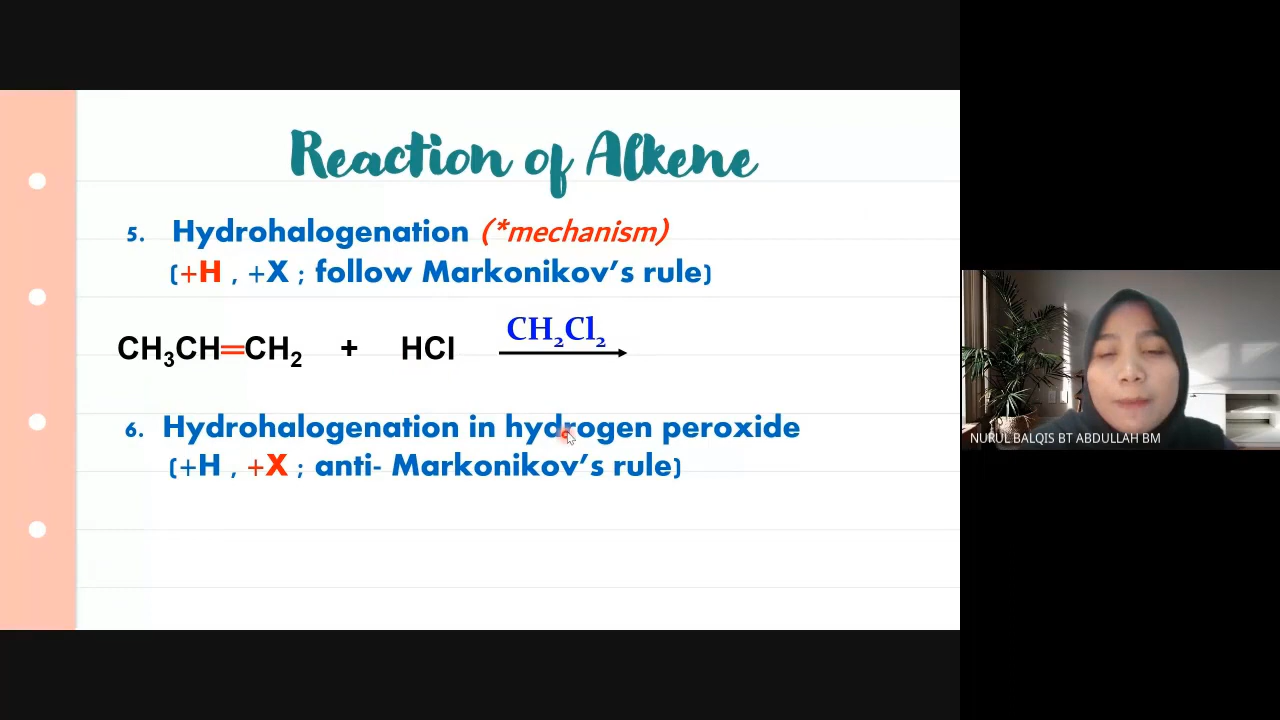 Reaction of Alkene
5. Hydrohalogenation (*mechanism)
(+H , +X ; follow Markonikov's rule)
CH₂Cl₂
CH₃CH=CH₂ + HCl
6. Hydrohalogenation in hydrogen peroxide
(+H , +X ; anti- Markonikov's rule)
NURUL BALQIS BT ABDULLAH BM